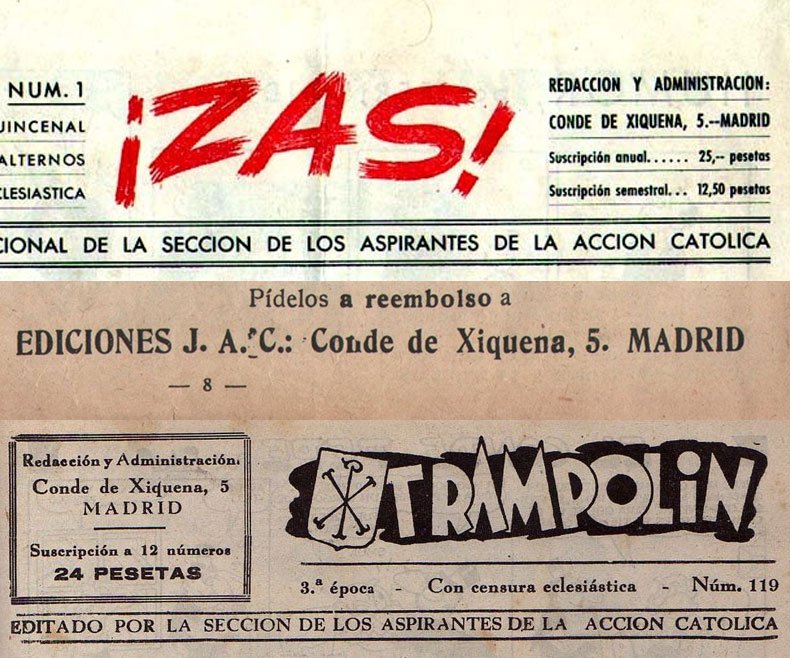 NUM. 1
UINCENAL
ALTERNOS
CLESIASTICA
¡ZAS!
REDACCION Y ADMINISTRACION:
CONDE DE XIQUENA, 5.--MADRID
Suscripción anual...... 25,-- pesetas
Suscripción semestral... 12,50 pesetas
CIONAL DE LA SECCION DE LOS ASPIRANTES DE LA ACCION CATOLICA
Pídelos a reembolso a
EDICIONES J. A. C.: Conde de Xiquena, 5. MADRID
— 8 —
Redacción y Administración:
Conde de Xiquena, 5
MADRID
Suscripción a 12 números
24 PESETAS
TRAMPOLiN
3.ª época - Con censura eclesiástica - Núm. 119
EDITADO POR LA SECCION DE LOS ASPIRANTES DE LA ACCION CATOLICA